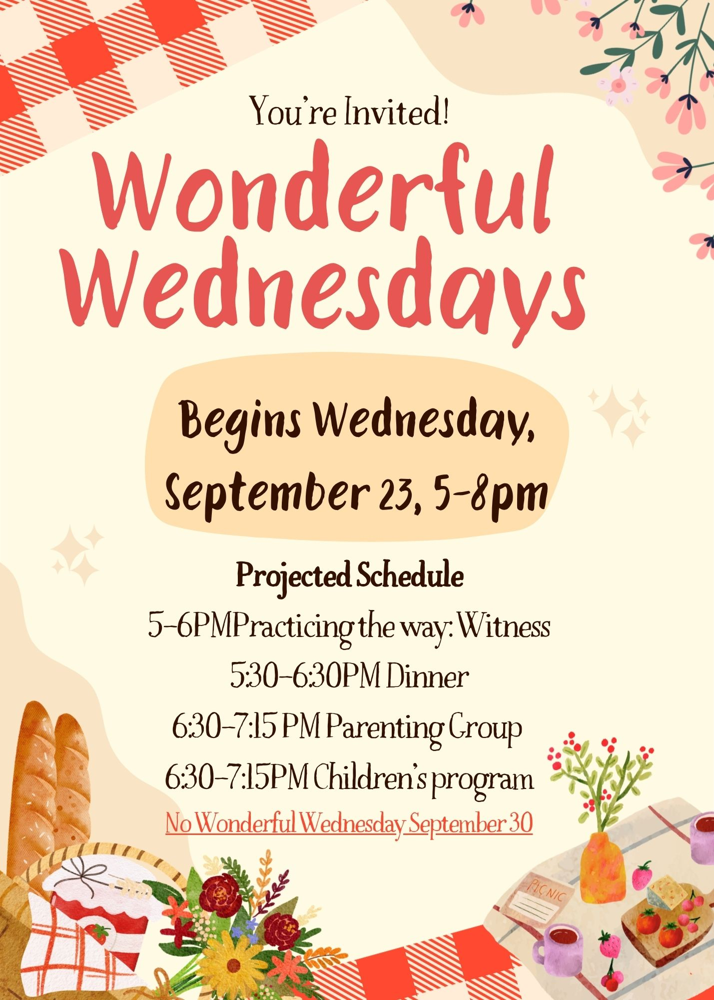 You're Invited!
Wonderful
Wednesdays
Begins Wednesday,
September 23, 5-8pm
Projected Schedule
5-6PMPracticing the way: Witness
5:30-6:30PM Dinner
6:30-7:15 PM Parenting Group
6:30-7:15PM Children's program
No Wonderful Wednesday September 30
PICNIC